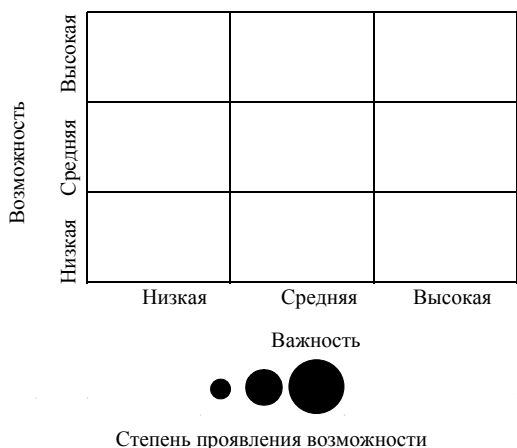 Возможность
Высокая
Средняя
Низкая
Низкая Средняя Высокая
Важность
Степень проявления возможности